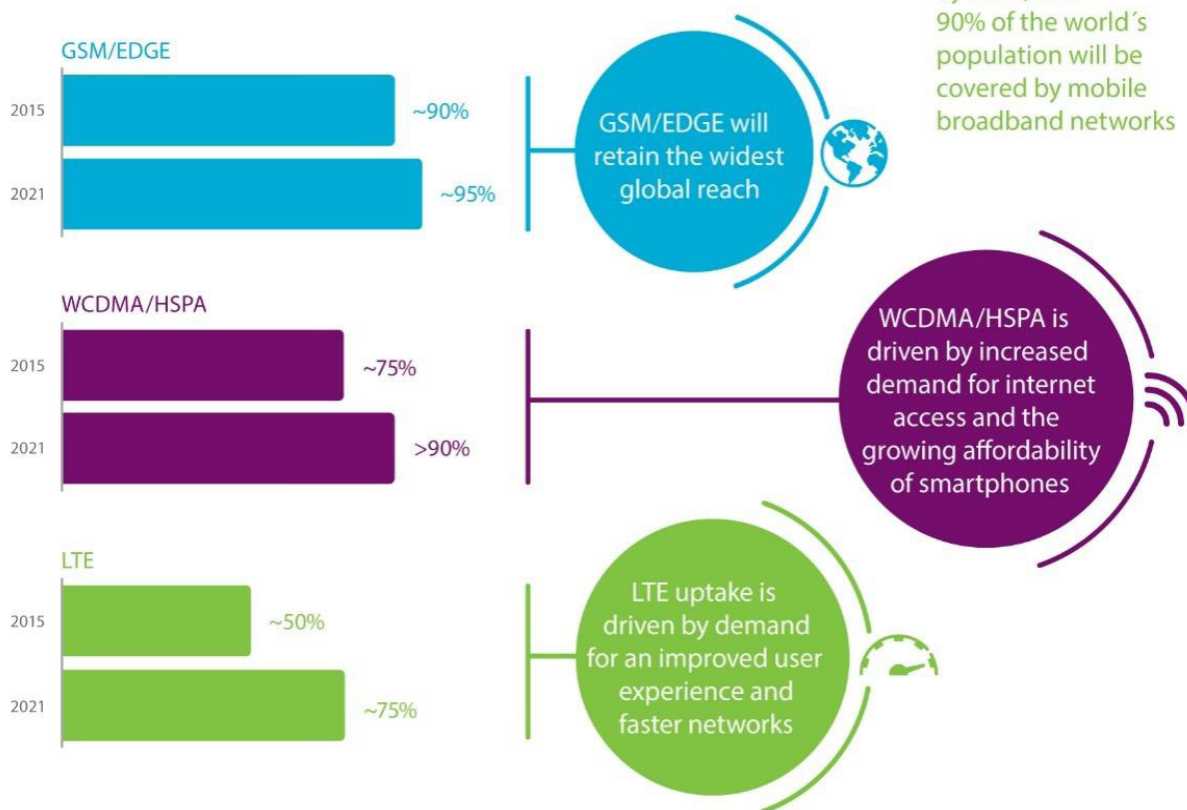 90% of the world´s
population will be
covered by mobile
broadband networks
GSM/EDGE
2015
~90%
2021
~95%
GSM/EDGE will
retain the widest
global reach
WCDMA/HSPA
2015
~75%
2021
>90%
WCDMA/HSPA is
driven by increased
demand for internet
access and the
growing affordability
of smartphones
LTE
2015
~50%
2021
~75%
LTE uptake is
driven by demand
for an improved user
experience and
faster networks